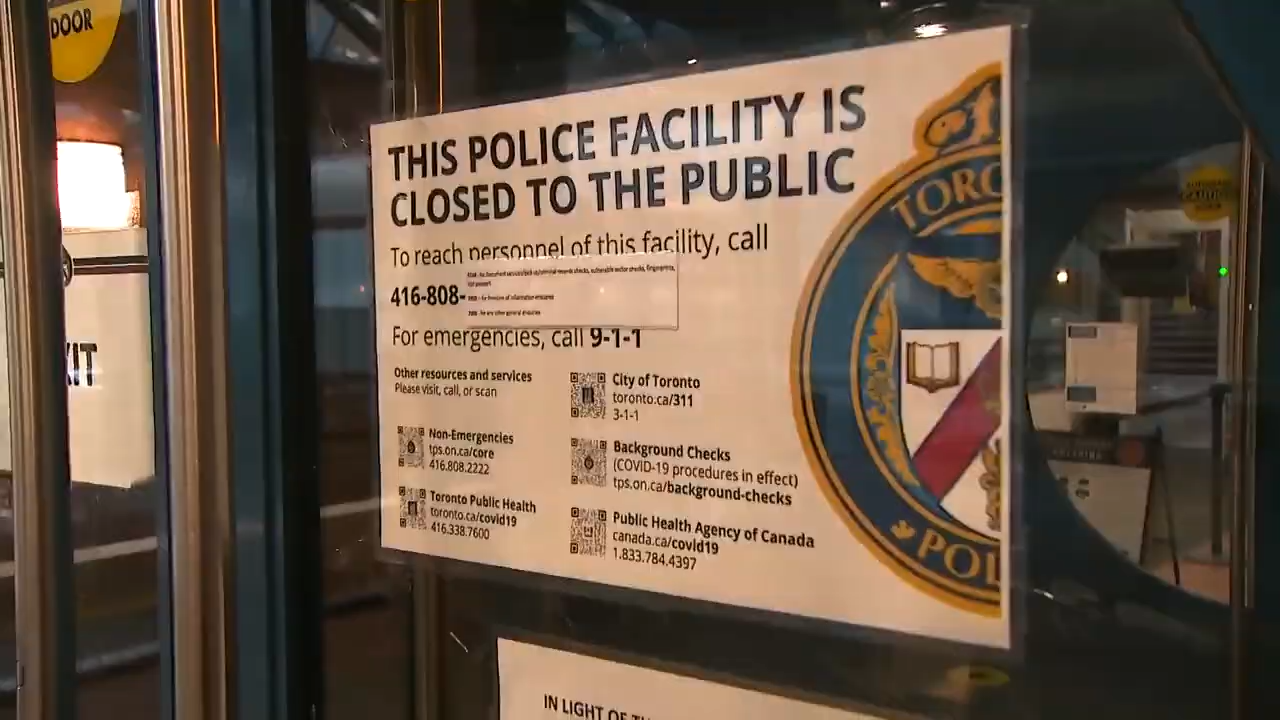 DOOR
THIS POLICE FACILITY IS
CLOSED TO THE PUBLIC
To reach personnel of this facility, call
416-808-
For emergencies, call 9-1-1
Other resources and services
Please visit, call, or scan
Non-Emergencies
tps.on.ca/core
416.808.2222
Toronto Public Health
toronto.ca/covid19
416.338.7600
City of Toronto
toronto.ca/311
3-1-1
Background Checks
(COVID-19 procedures in effect)
tps.on.ca/background-checks
Public Health Agency of Canada
canada.ca/covid19
1.833.784.4397
TORO
POL
XIT
IN LIGHT OF